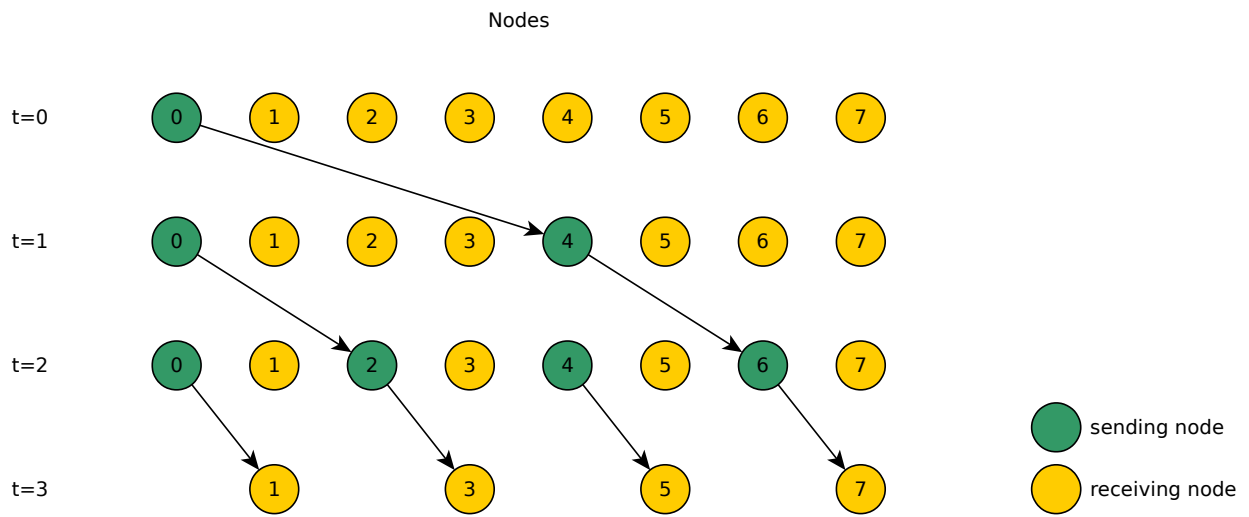 Nodes
t=0 0 1 2 3 4 5 6 7
t=1 0 1 2 3 4 5 6 7
t=2 0 1 2 3 4 5 6 7
sending node
t=3 1 3 5 7 receiving node